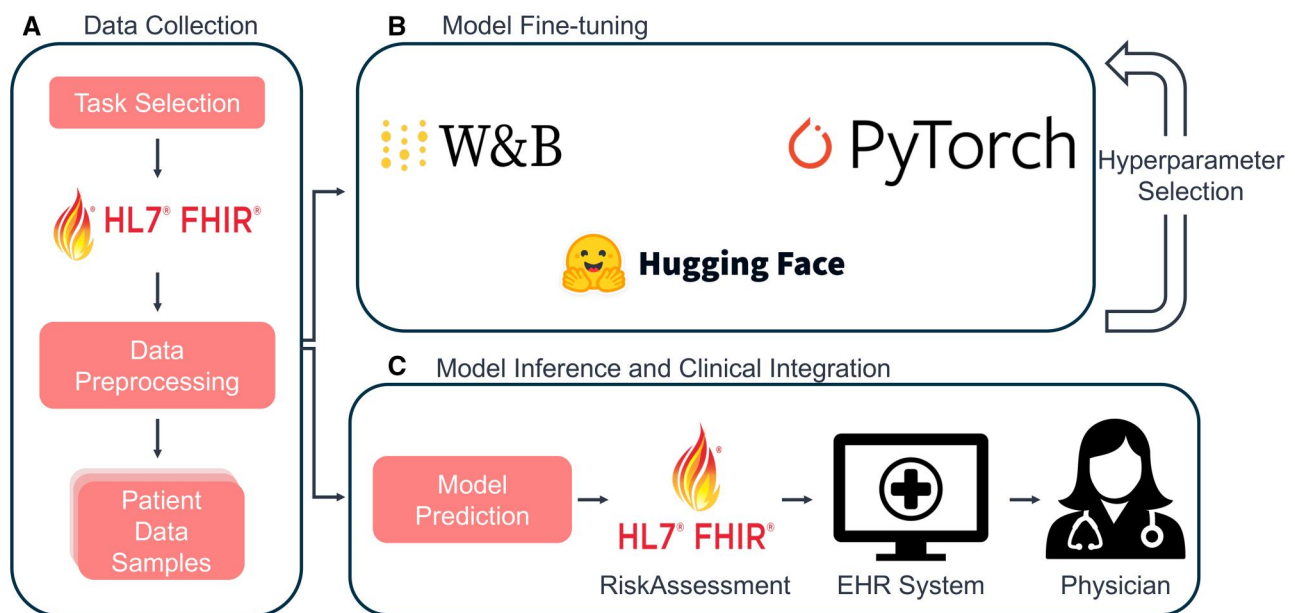 A Data Collection
Task Selection
HL7® FHIR®
Data
Preprocessing
Patient
Data
Samples
B Model Fine-tuning
W&B
PyTorch
Hugging Face
Hyperparameter
Selection
C Model Inference and Clinical Integration
Model
Prediction
HL7® FHIR®
RiskAssessment
EHR System
Physician